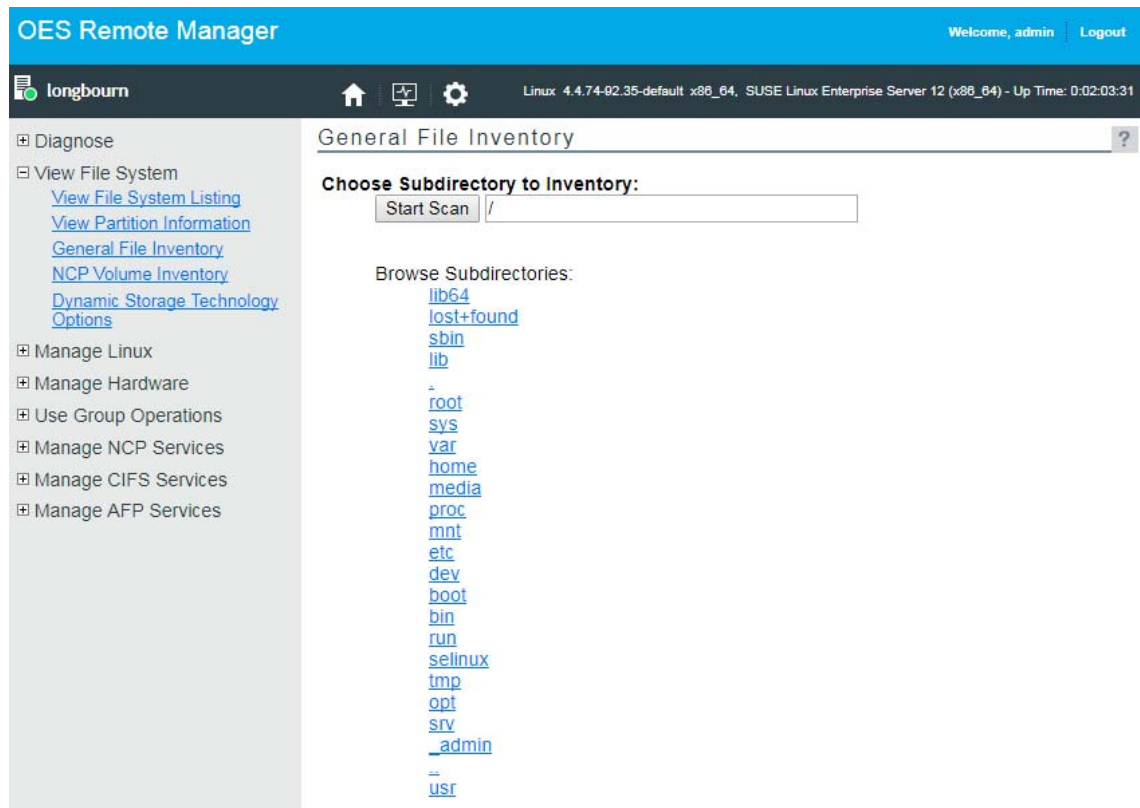 OES Remote Manager
Welcome, admin Logout
longbourn
Linux 4.4.74-92.35-default x86_64, SUSE Linux Enterprise Server 12 (x86_64) - Up Time: 0:02:03:31
Diagnose
View File System
View File System Listing
View Partition Information
General File Inventory
NCP Volume Inventory
Dynamic Storage Technology
Options
Manage Linux
Manage Hardware
Use Group Operations
Manage NCP Services
Manage CIFS Services
Manage AFP Services
General File Inventory ?
Choose Subdirectory to Inventory:
Start Scan /
Browse Subdirectories:
lib64
lost+found
sbin
lib
.
root
sys
var
home
media
proc
mnt
etc
dev
boot
bin
run
selinux
tmp
opt
srv
_admin
..
usr